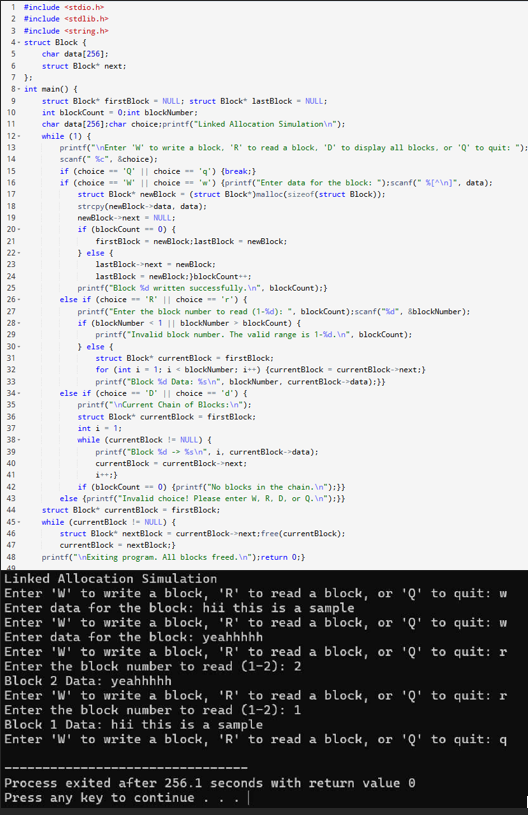 1 #include <stdio.h>
2 #include <stdlib.h>
3 #include <string.h>
4 struct Block {
5     char data[256];
6     struct Block* next;
7 };
8 int main() {
9     struct Block* firstBlock = NULL; struct Block* lastBlock = NULL;
10     int blockCount = 0;int blockNumber;
11     char data[256];char choice;printf("Linked Allocation Simulation\n");
12     while (1) {
13         printf("\nEnter 'W' to write a block, 'R' to read a block, 'D' to display all blocks, or 'Q' to quit: ");
14         scanf(" %c", &choice);
15         if (choice == 'Q' || choice == 'q') {break;}
16         if (choice == 'W' || choice == 'w') {printf("Enter data for the block: ");scanf(" %[^\n]", data);
17             struct Block* newBlock = (struct Block*)malloc(sizeof(struct Block));
18             strcpy(newBlock->data, data);
19             newBlock->next = NULL;
20             if (blockCount == 0) {
21                 firstBlock = newBlock;lastBlock = newBlock;
22             } else {
23                 lastBlock->next = newBlock;
24                 lastBlock = newBlock;}blockCount++;
25             printf("Block %d written successfully.\n", blockCount);}
26         else if (choice == 'R' || choice == 'r') {
27             printf("Enter the block number to read (1-%d): ", blockCount);scanf("%d", &blockNumber);
28             if (blockNumber < 1 || blockNumber > blockCount) {
29                 printf("Invalid block number. The valid range is 1-%d.\n", blockCount);
30             } else {
31                 struct Block* currentBlock = firstBlock;
32                 for (int i = 1; i < blockNumber; i++) {currentBlock = currentBlock->next;}
33                 printf("Block %d Data: %s\n", blockNumber, currentBlock->data);}}
34         else if (choice == 'D' || choice == 'd') {
35             printf("\nCurrent Chain of Blocks:\n");
36             struct Block* currentBlock = firstBlock;
37             int i = 1;
38             while (currentBlock != NULL) {
39                 printf("Block %d -> %s\n", i, currentBlock->data);
40                 currentBlock = currentBlock->next;
41                 i++;}
42             if (blockCount == 0) {printf("No blocks in the chain.\n");}}
43         else {printf("Invalid choice! Please enter W, R, D, or Q.\n");}}
44     struct Block* currentBlock = firstBlock;
45     while (currentBlock != NULL) {
46         struct Block* nextBlock = currentBlock->next;free(currentBlock);
47         currentBlock = nextBlock;}
48     printf("\nExiting program. All blocks freed.\n");return 0;}
49
Linked Allocation Simulation
Enter 'W' to write a block, 'R' to read a block, or 'Q' to quit: w
Enter data for the block: hii this is a sample
Enter 'W' to write a block, 'R' to read a block, or 'Q' to quit: w
Enter data for the block: yeahhhhh
Enter 'W' to write a block, 'R' to read a block, or 'Q' to quit: r
Enter the block number to read (1-2): 2
Block 2 Data: yeahhhhh
Enter 'W' to write a block, 'R' to read a block, or 'Q' to quit: r
Enter the block number to read (1-2): 1
Block 1 Data: hii this is a sample
Enter 'W' to write a block, 'R' to read a block, or 'Q' to quit: q
--------------------------------
Process exited after 256.1 seconds with return value 0
Press any key to continue . . .